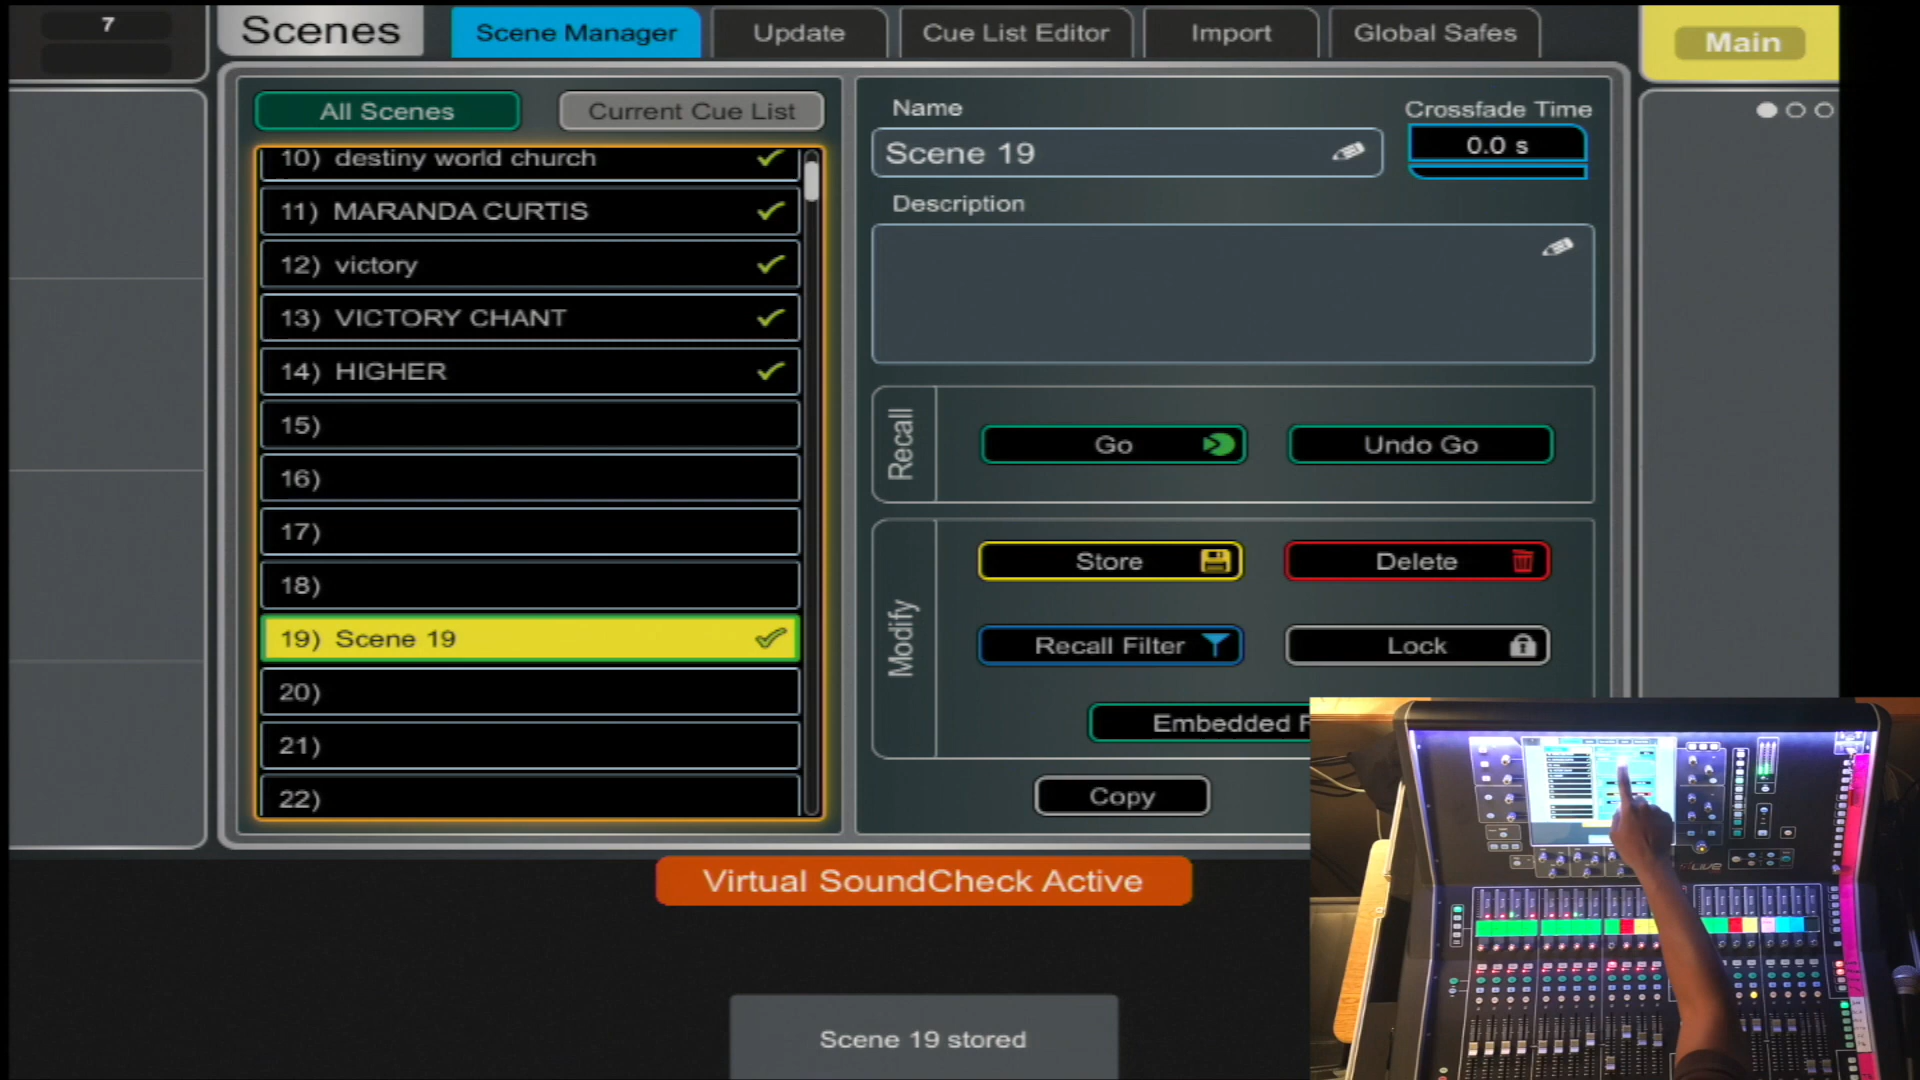 7
Scenes
Scene Manager
Update
Cue List Editor
Import
Global Safes
Main
All Scenes
Current Cue List
10) destiny world church
11) MARANDA CURTIS
12) victory
13) VICTORY CHANT
14) HIGHER
15)
16)
17)
18)
19) Scene 19
20)
21)
22)
Name
Crossfade Time
Scene 19
0.0 s
Description
Recall
Go
Undo Go
Modify
Store
Delete
Recall Filter
Lock
Embedded
Copy
Virtual SoundCheck Active
Scene 19 stored
dLIVE